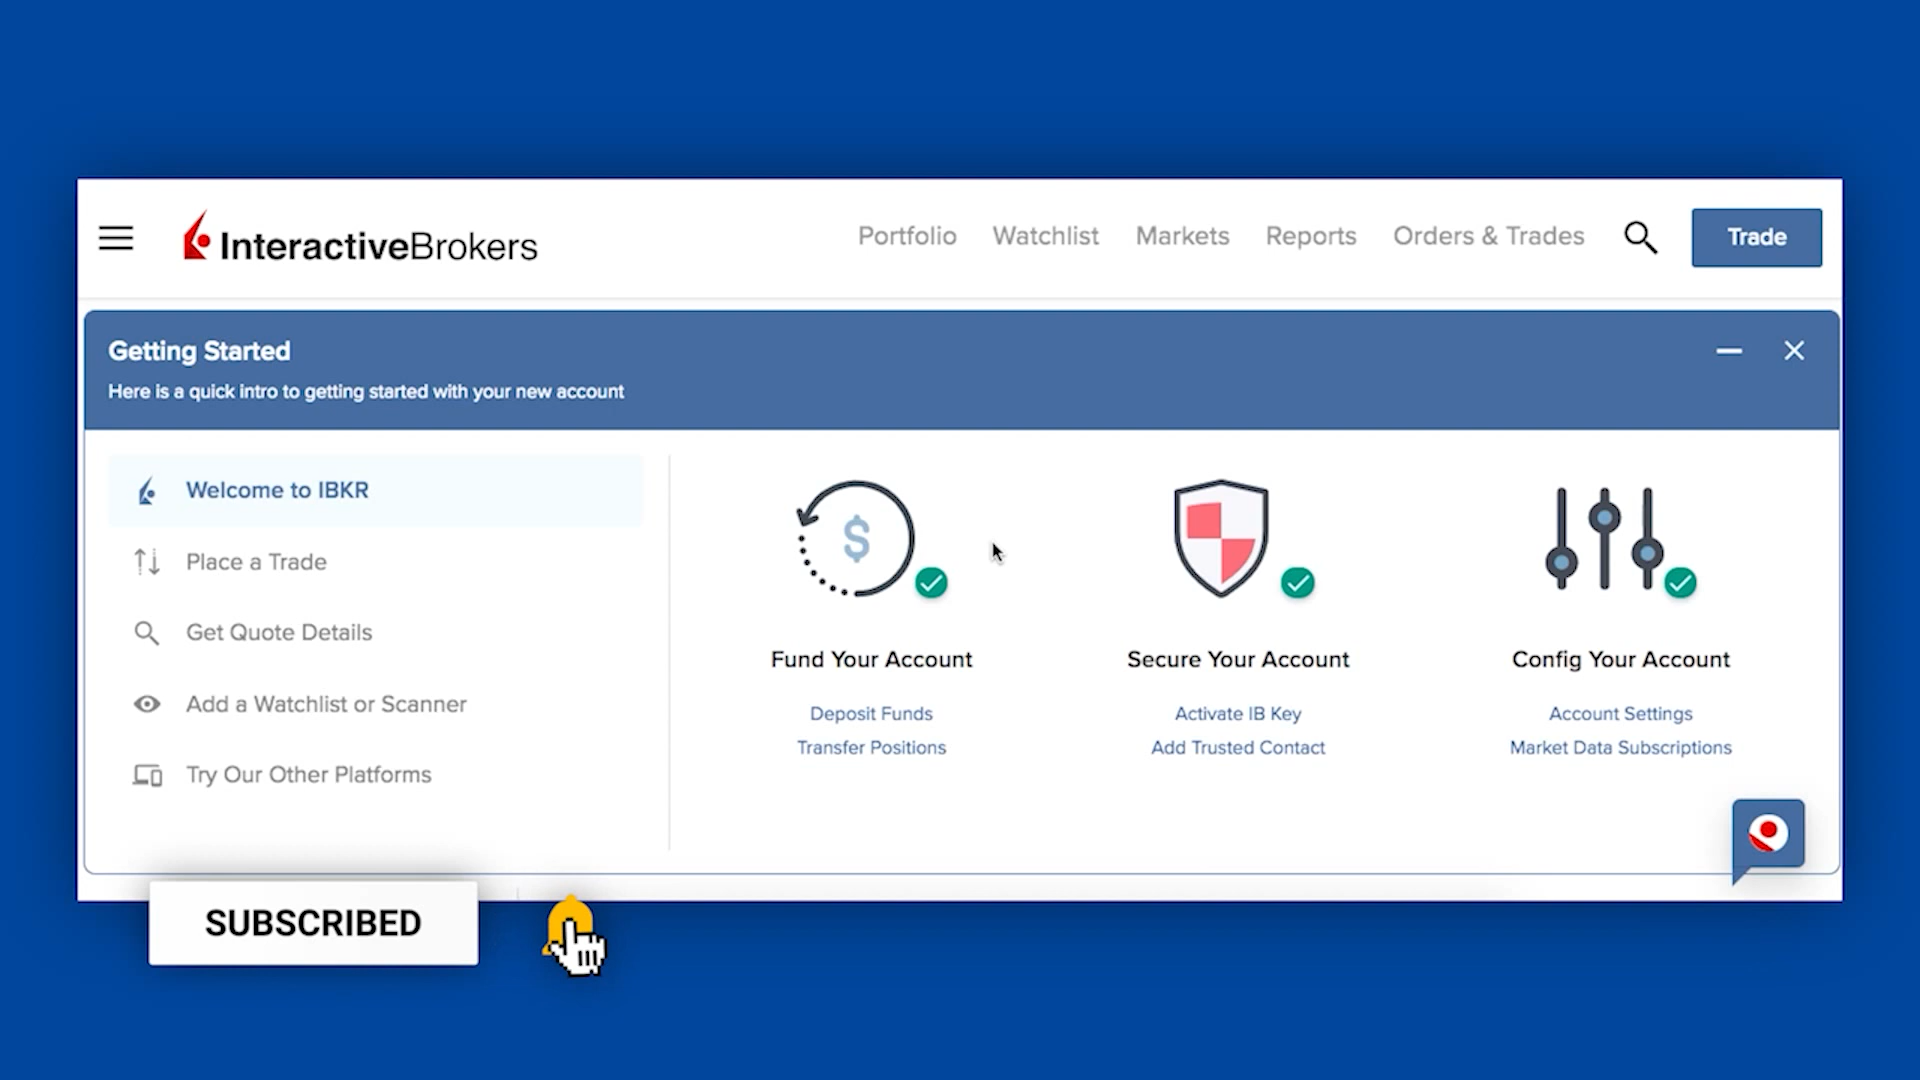 InteractiveBrokers
Portfolio
Watchlist
Markets
Reports
Orders & Trades
Trade
Getting Started
Here is a quick intro to getting started with your new account
Welcome to IBKR
Place a Trade
Get Quote Details
Add a Watchlist or Scanner
Try Our Other Platforms
$
Fund Your Account
Deposit Funds
Transfer Positions
Secure Your Account
Activate IB Key
Add Trusted Contact
Config Your Account
Account Settings
Market Data Subscriptions
SUBSCRIBED